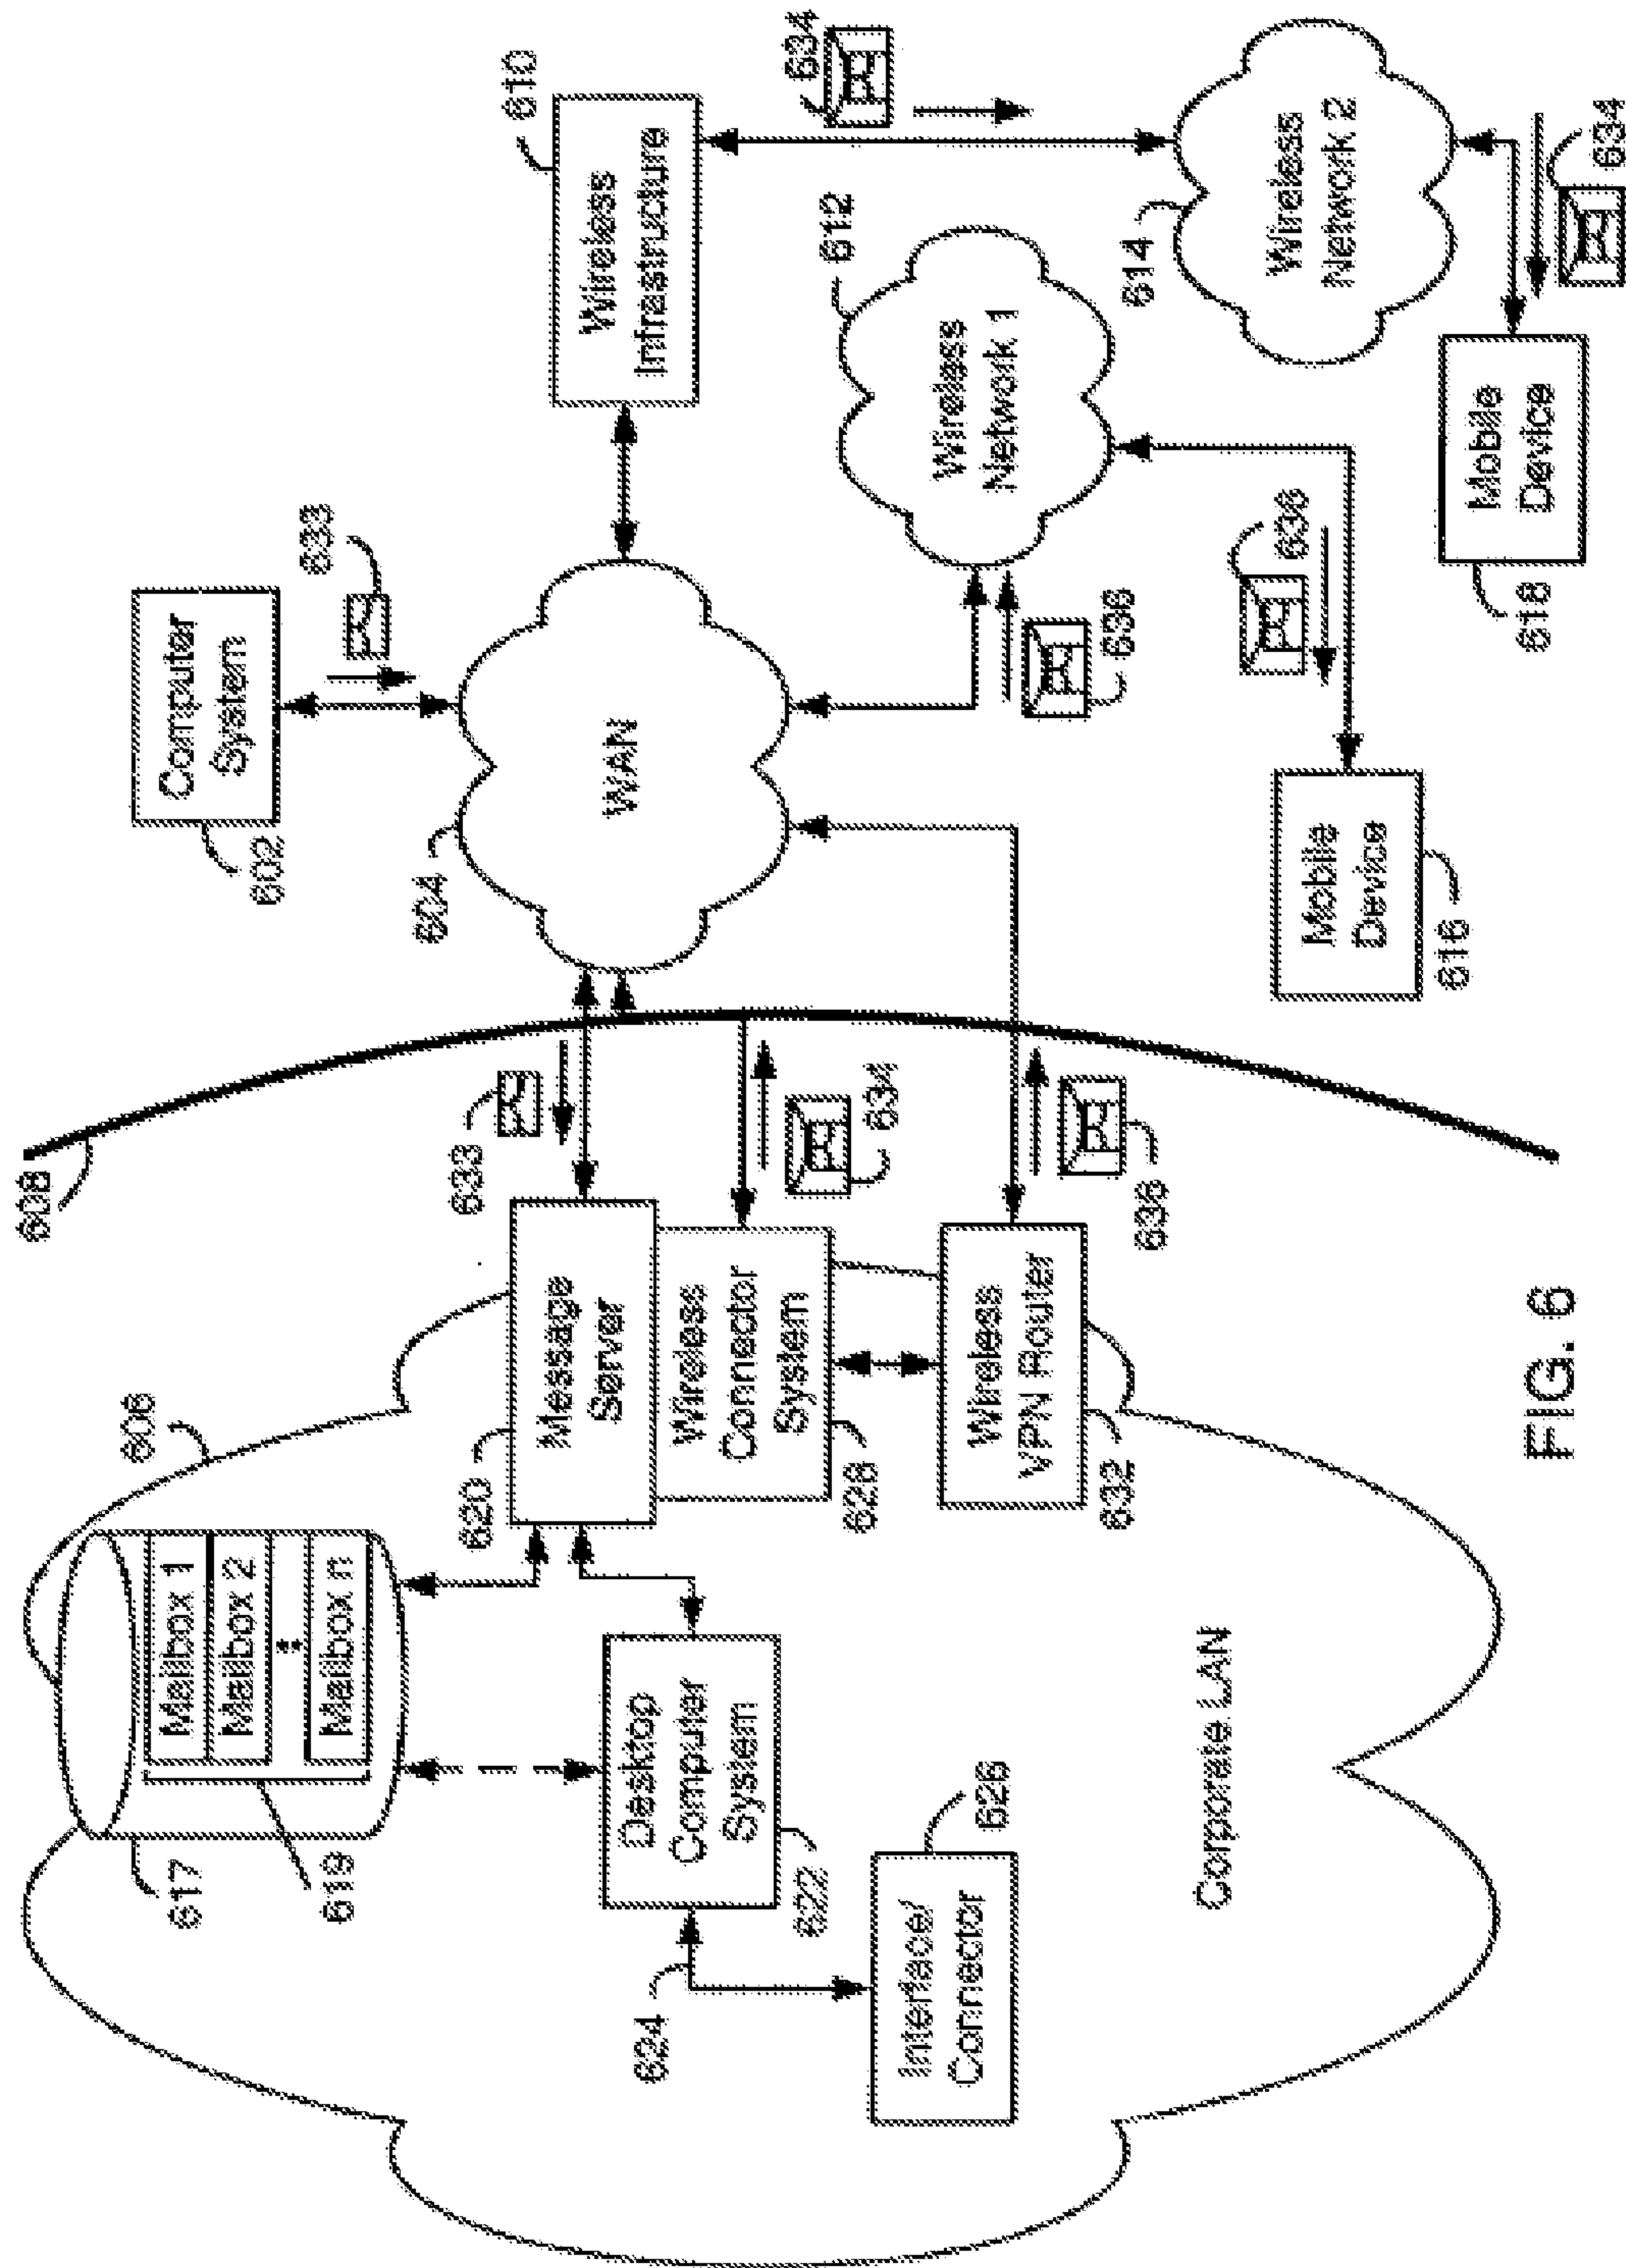 608
617
Mailbox 1
Mailbox 2
Mailbox n
619
606
602
Computer
System
633
604
WAN
610
Wireless
Infrastructure
634
620
Message
Server
633
Desktop
Computer
System
622
624
Wireless
Connector
System
628
634
Interface/
Connector
626
Wireless
VPN Router
632
636
612
Wireless
Network 1
636
614
Wireless
Network 2
636
Mobile
Device
616
Mobile
Device
618
634
Corporate LAN
FIG. 6